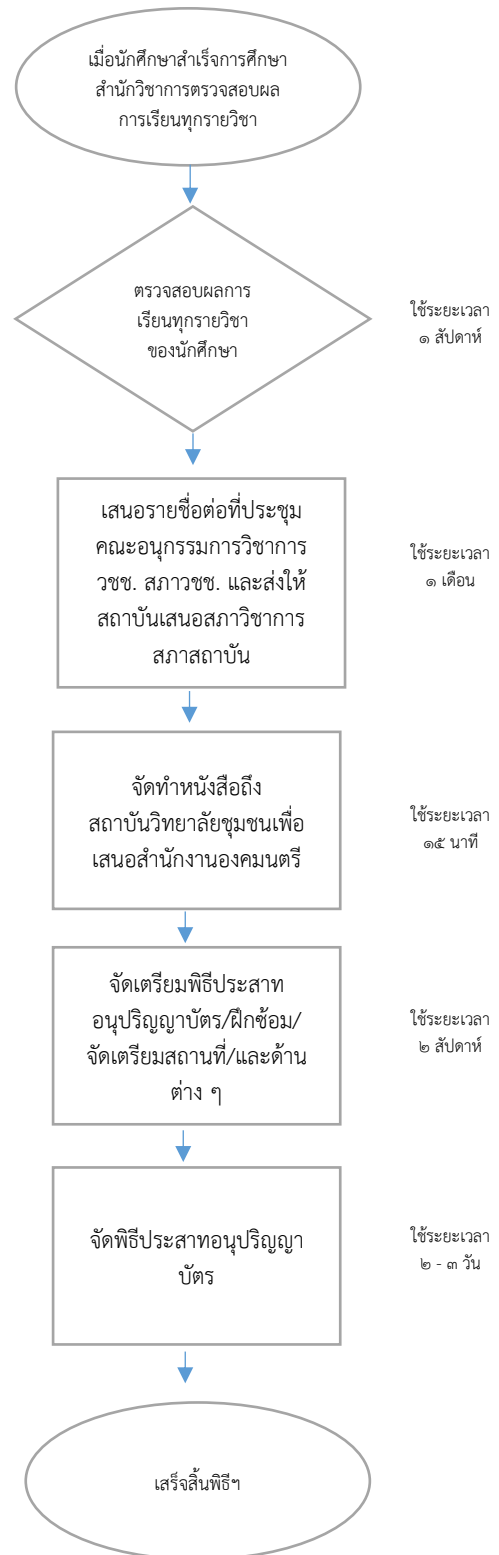 เมื่อนักศึกษาสำเร็จการศึกษา
สำนักวิชาการตรวจสอบผล
การเรียนทุกรายวิชา
ตรวจสอบผลการ
เรียนทุกรายวิชา
ของนักศึกษา
ใช้ระยะเวลา
๑ สัปดาห์
เสนอรายชื่อต่อที่ประชุม
คณะอนุกรรมการวิชาการ
วชช. สภาวชช. และส่งให้
สถาบันเสนอสภาวิชาการ
สภาสถาบัน
ใช้ระยะเวลา
๑ เดือน
จัดทำหนังสือถึง
สถาบันวิทยาลัยชุมชนเพื่อ
เสนอสำนักงานองคมนตรี
ใช้ระยะเวลา
๑๕ นาที
จัดเตรียมพิธีประสาท
อนุปริญญาบัตร/ฝึกซ้อม/
จัดเตรียมสถานที่/และด้าน
ต่าง ๆ
ใช้ระยะเวลา
๒ สัปดาห์
จัดพิธีประสาทอนุปริญญา
บัตร
ใช้ระยะเวลา
๒ - ๓ วัน
เสร็จสิ้นพิธีฯ